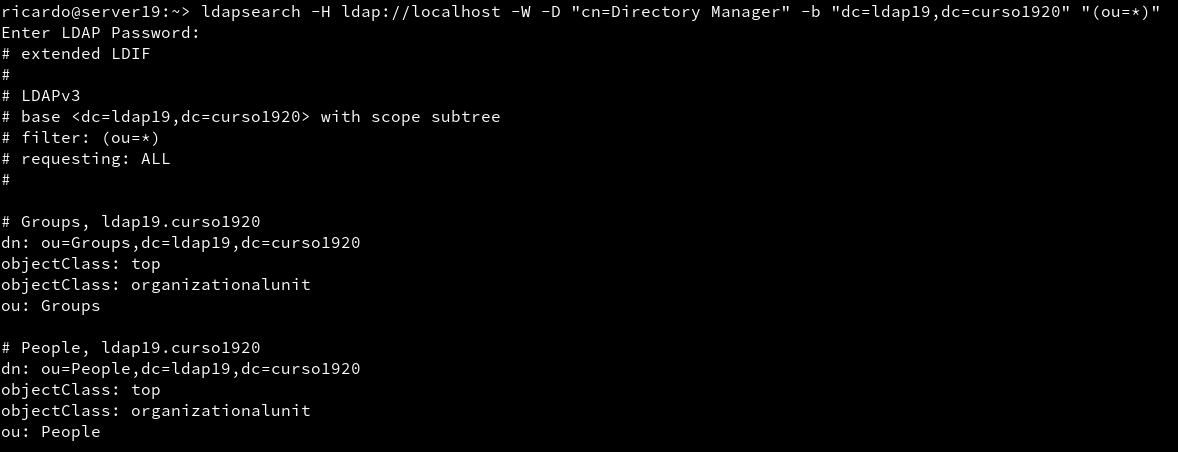 ricardo@server19:~> ldapsearch -H ldap://localhost -W -D "cn=Directory Manager" -b "dc=ldap19,dc=curso1920" "(ou=*)"
Enter LDAP Password:
# extended LDIF
#
# LDAPv3
# base <dc=ldap19,dc=curso1920> with scope subtree
# filter: (ou=*)
# requesting: ALL
#

# Groups, ldap19.curso1920
dn: ou=Groups,dc=ldap19,dc=curso1920
objectClass: top
objectClass: organizationalunit
ou: Groups

# People, ldap19.curso1920
dn: ou=People,dc=ldap19,dc=curso1920
objectClass: top
objectClass: organizationalunit
ou: People